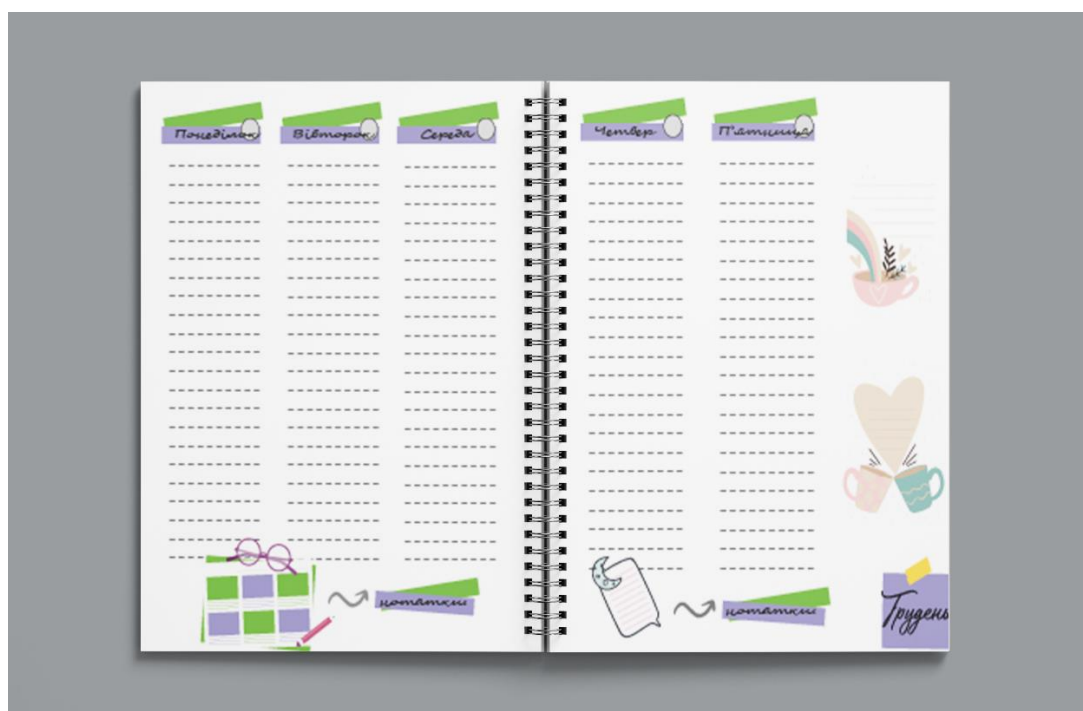 Понеділок
Вівторок
Середа
нотатки
Четвер
П'ятниця
нотатки
Грудень